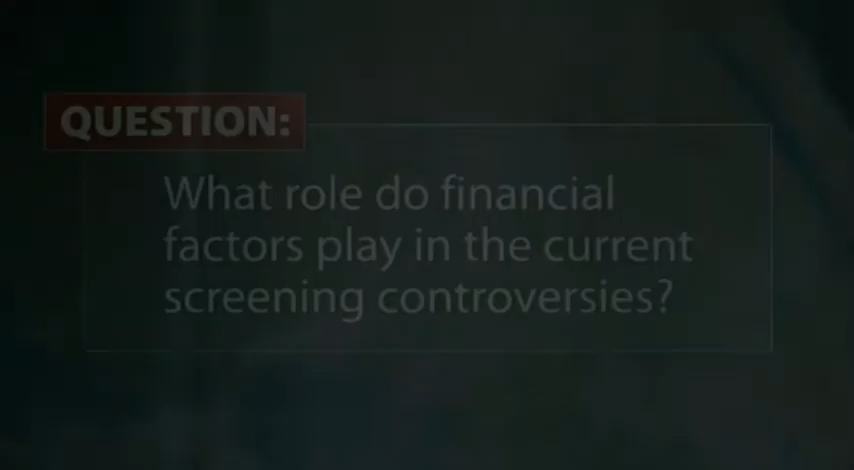 QUESTION:
What role do financial
factors play in the current
screening controversies?